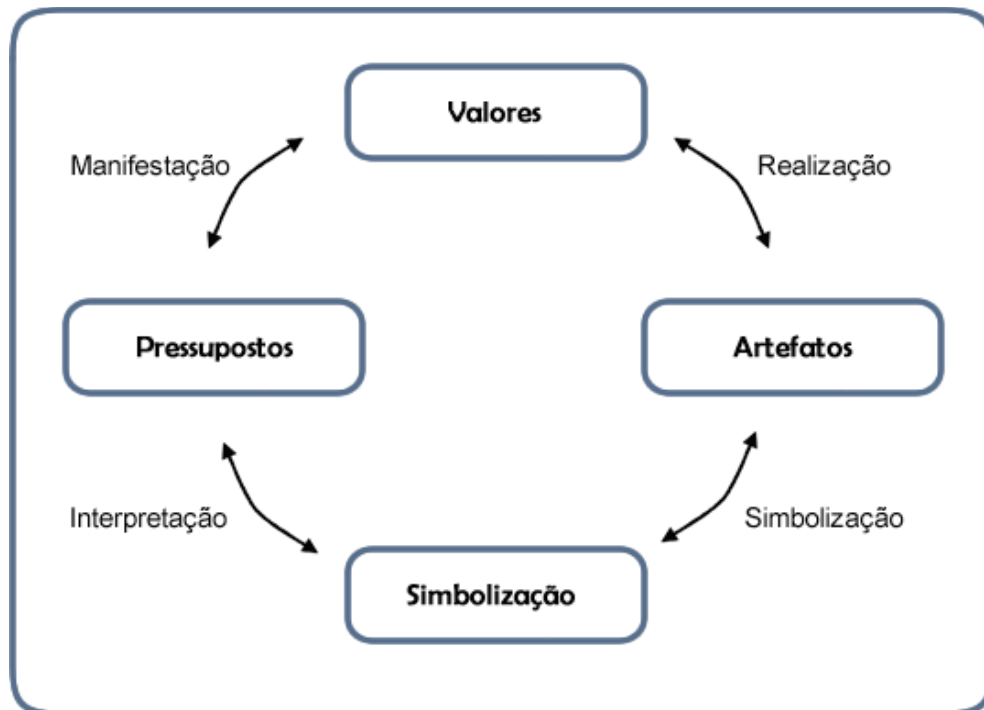 Valores
Manifestação
Realização
Pressupostos
Artefatos
Interpretação
Simbolização
Simbolização